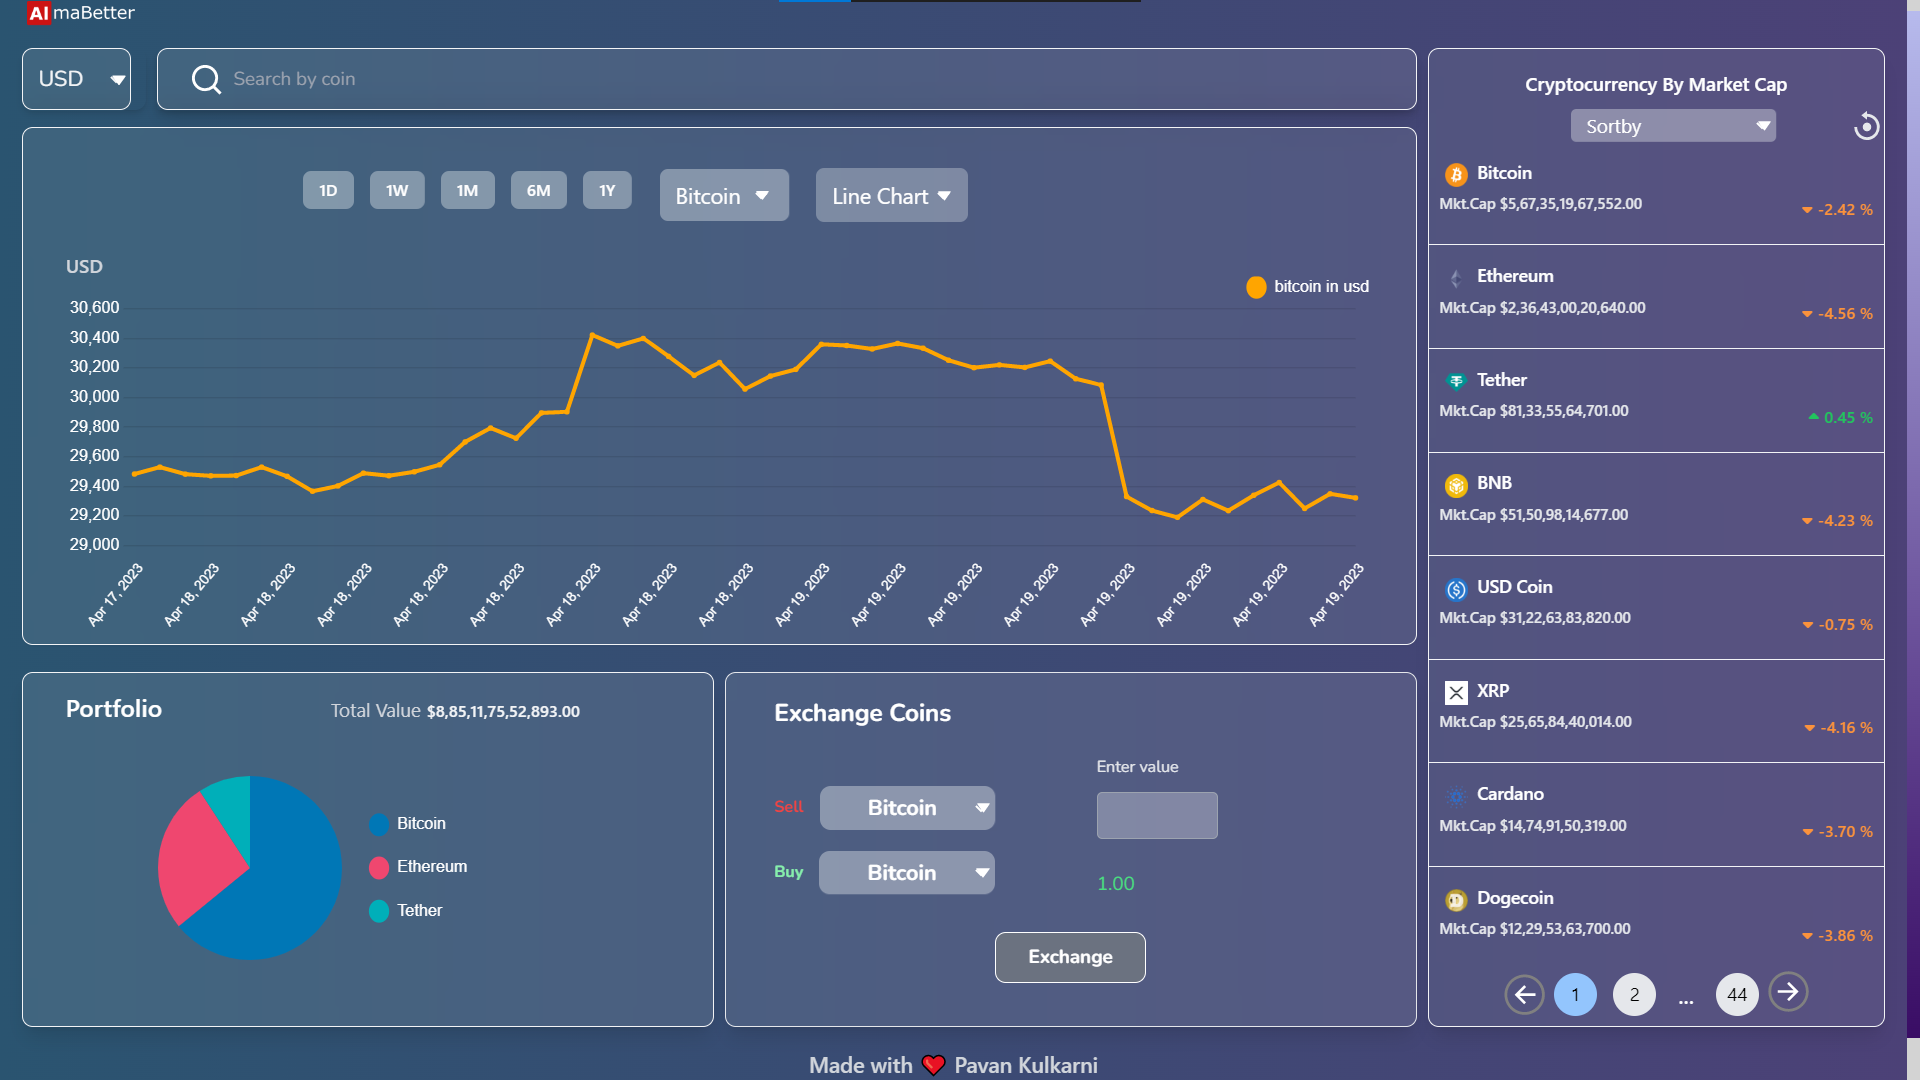 AlmaBetter
USD
Search by coin
1D 1W 1M 6M 1Y Bitcoin Line Chart
USD
bitcoin in usd
30,600
30,400
30,200
30,000
29,800
29,600
29,400
29,200
29,000
Apr 17, 2023 Apr 18, 2023 Apr 18, 2023 Apr 18, 2023 Apr 18, 2023 Apr 18, 2023 Apr 18, 2023 Apr 18, 2023 Apr 18, 2023 Apr 19, 2023 Apr 19, 2023 Apr 19, 2023 Apr 19, 2023 Apr 19, 2023 Apr 19, 2023 Apr 19, 2023 Apr 19, 2023
Portfolio
Total Value $8,85,11,75,52,893.00
Bitcoin
Ethereum
Tether
Exchange Coins
Enter value
Sell Bitcoin
Buy Bitcoin
1.00
Exchange
Cryptocurrency By Market Cap
Sortby
Bitcoin
Mkt.Cap $5,67,35,19,67,552.00
-2.42 %
Ethereum
Mkt.Cap $2,36,43,00,20,640.00
-4.56 %
Tether
Mkt.Cap $81,33,55,64,701.00
0.45 %
BNB
Mkt.Cap $51,50,98,14,677.00
-4.23 %
USD Coin
Mkt.Cap $31,22,63,83,820.00
-0.75 %
XRP
Mkt.Cap $25,65,84,40,014.00
-4.16 %
Cardano
Mkt.Cap $14,74,91,50,319.00
-3.70 %
Dogecoin
Mkt.Cap $12,29,53,63,700.00
-3.86 %
1 2 ... 44
Made with ❤️ Pavan Kulkarni